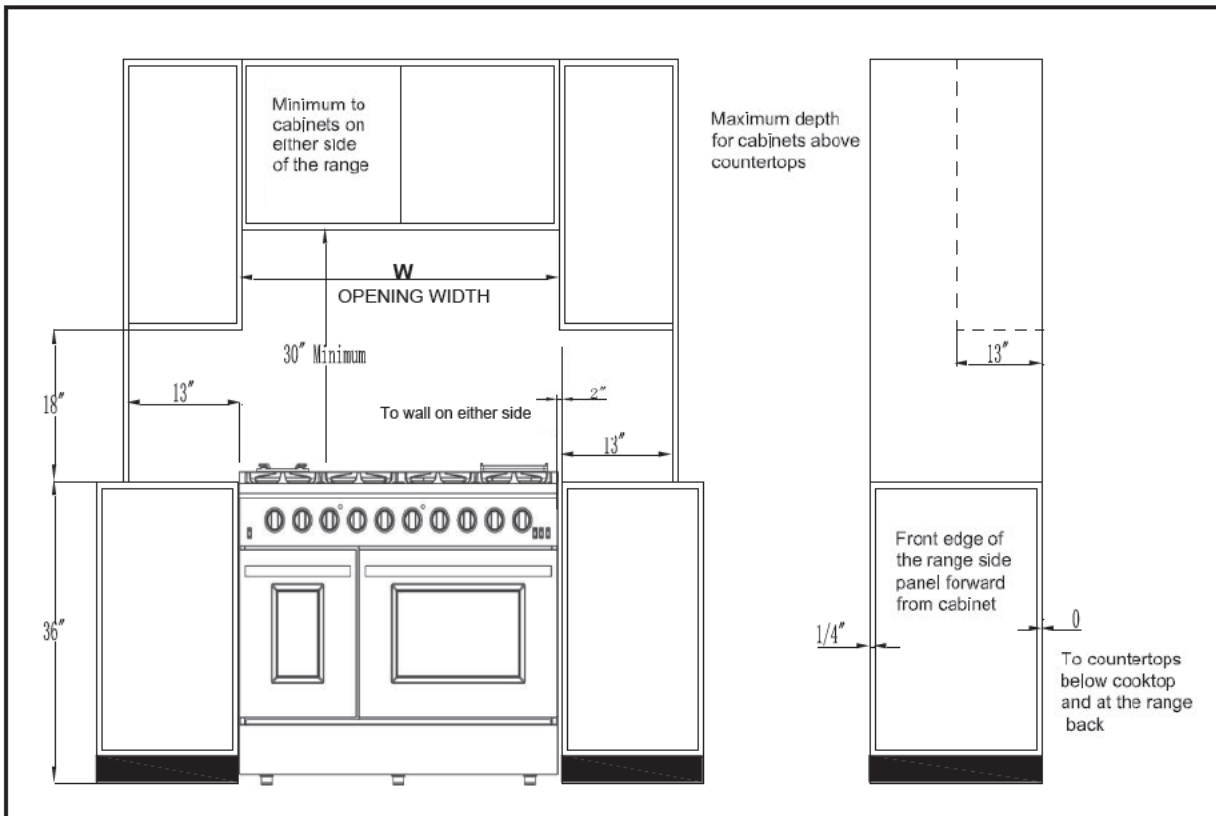 Minimum to
cabinets on
either side
of the range
Maximum depth
for cabinets above
countertops
W
OPENING WIDTH
30" Minimum
13"
18"
13"
To wall on either side
2"
13"
36"
Front edge of
the range side
panel forward
from cabinet
1/4"
0
To countertops
below cooktop
and at the range
back